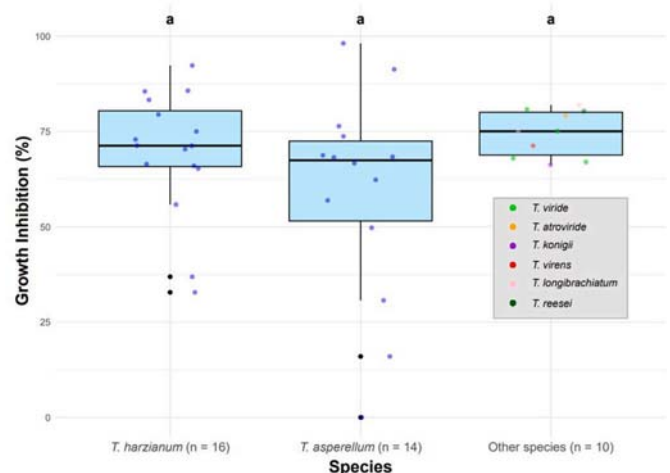 a a a
100
75
50
25
0
Growth Inhibition (%)
T. viride
T. atroviride
T. konigii
T. virens
T. longibrachiatum
T. reesei
T. harzianum (n = 16) T. asperellum (n = 14) Other species (n = 10)
Species